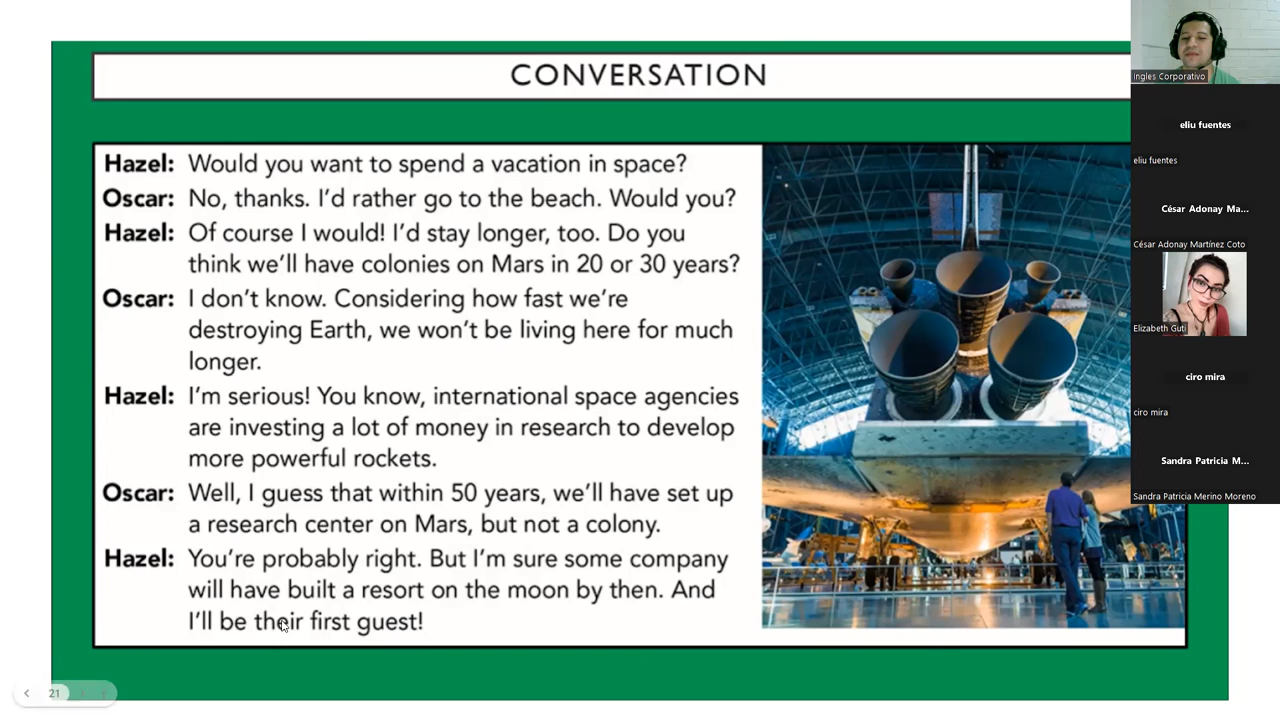 CONVERSATION
Hazel: Would you want to spend a vacation in space?
Oscar: No, thanks. I'd rather go to the beach. Would you?
Hazel: Of course I would! I'd stay longer, too. Do you
think we'll have colonies on Mars in 20 or 30 years?
Oscar: I don't know. Considering how fast we're
destroying Earth, we won't be living here for much
longer.
Hazel: I'm serious! You know, international space agencies
are investing a lot of money in research to develop
more powerful rockets.
Oscar: Well, I guess that within 50 years, we'll have set up
a research center on Mars, but not a colony.
Hazel: You're probably right. But I'm sure some company
will have built a resort on the moon by then. And
I'll be their first guest!
21
Ingles Corporativo
eliu fuentes
eliu fuentes
César Adonay Ma...
César Adonay Martínez Coto
Elizabeth Guti
ciro mira
ciro mira
Sandra Patricia M...
Sandra Patricia Merino Moreno